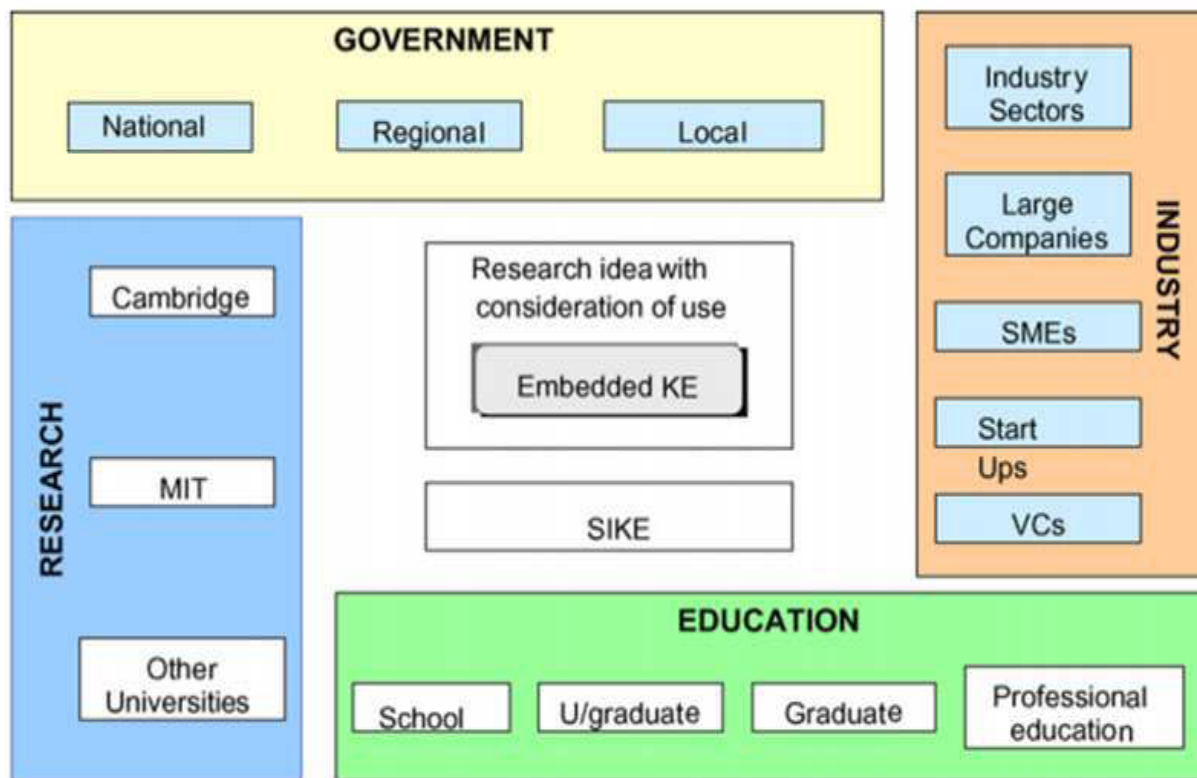 GOVERNMENT
National
Regional
Local
Industry
Sectors
Large
Companies
SMEs
Start
Ups
VCs
INDUSTRY
RESEARCH
Cambridge
MIT
Other
Universities
Research idea with
consideration of use
Embedded KE
SIKE
EDUCATION
School
U/graduate
Graduate
Professional
education